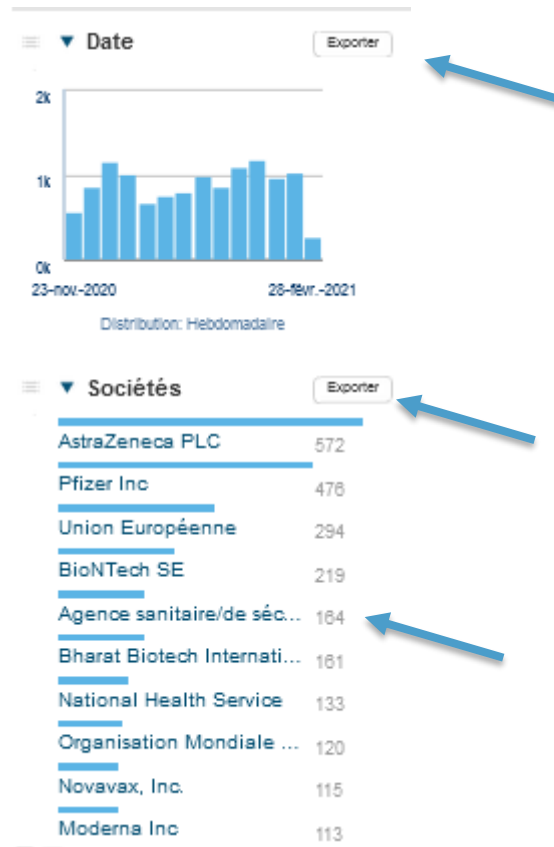 Date Exporter
2k
1k
0k
23-nov.-2020 28-févr.-2021
Distribution: Hebdomadaire
Sociétés Exporter
AstraZeneca PLC 572
Pfizer Inc 476
Union Européenne 294
BioNTech SE 219
Agence sanitaire/de séc... 164
Bharat Biotech Internati... 161
National Health Service 133
Organisation Mondiale ... 120
Novavax, Inc. 115
Moderna Inc 113